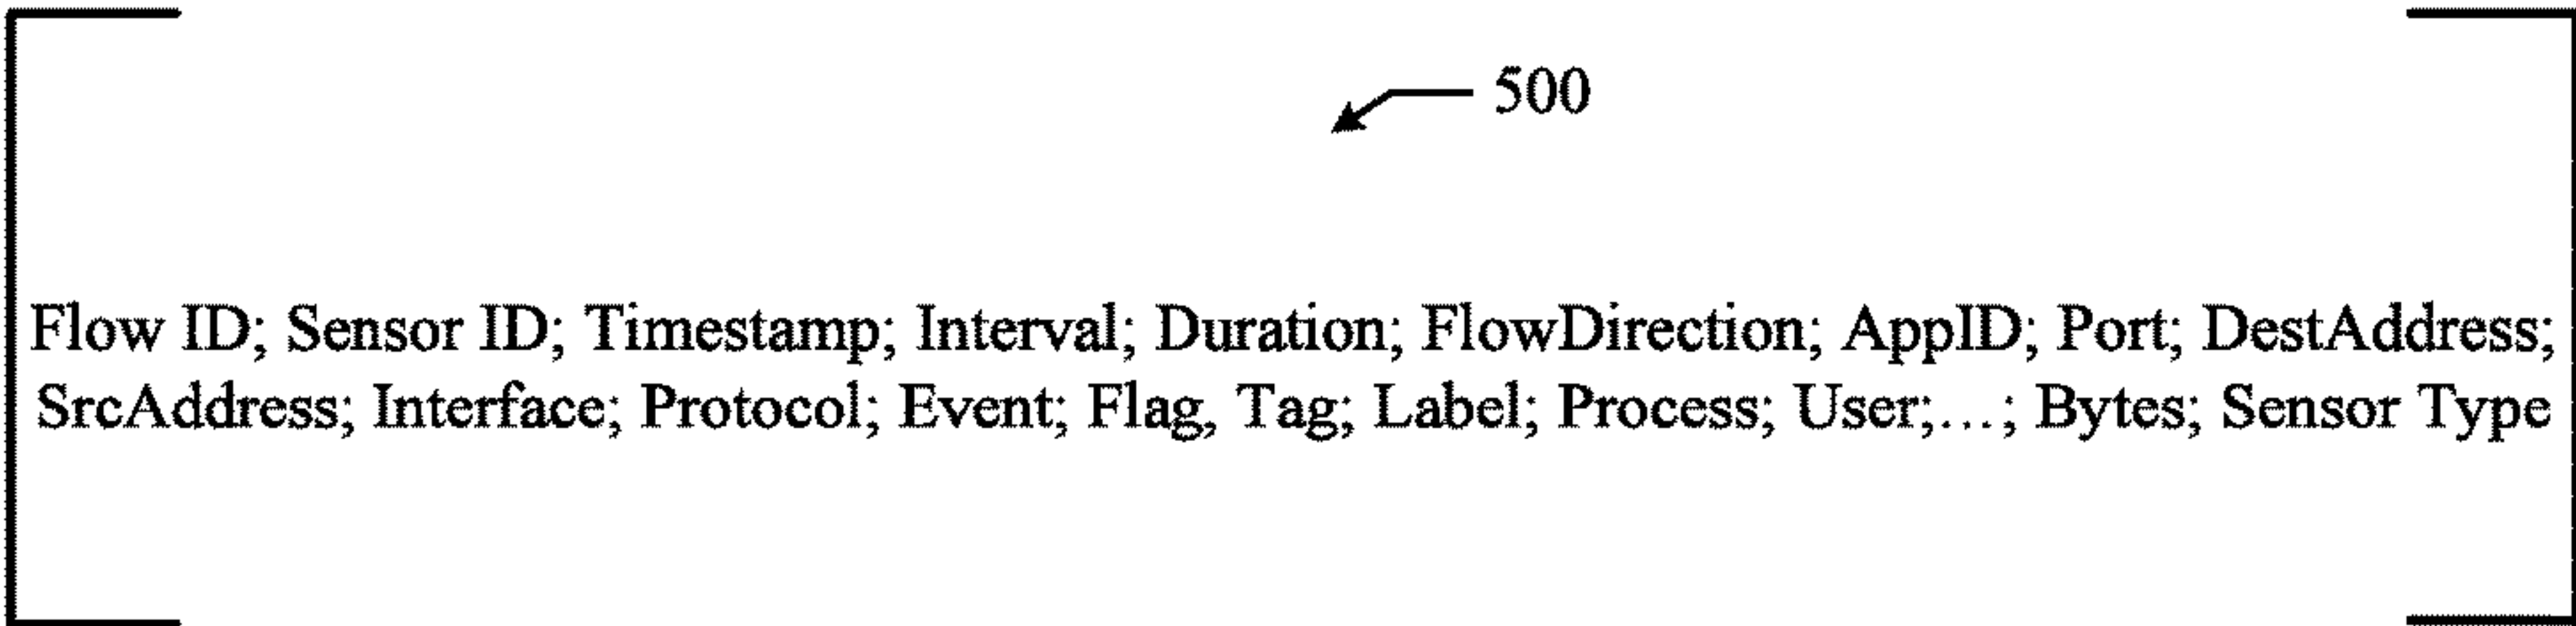 500
Flow ID; Sensor ID; Timestamp; Interval; Duration; FlowDirection; AppID; Port; DestAddress;
SrcAddress; Interface; Protocol; Event; Flag, Tag; Label; Process; User;...; Bytes; Sensor Type